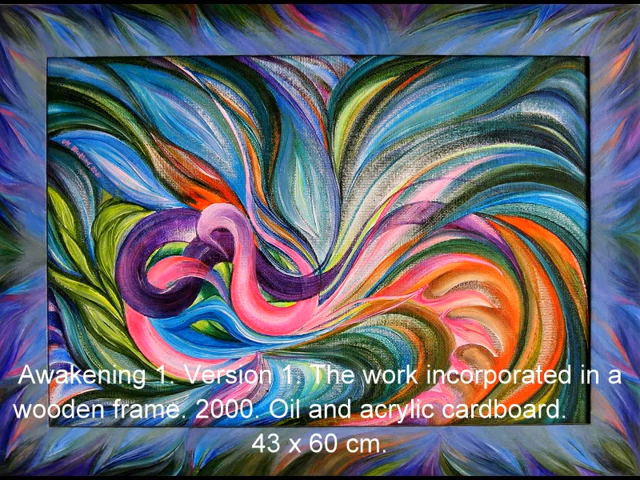 Awakening 1. Version 1. The work incorporated in a
wooden frame. 2000. Oil and acrylic cardboard.
43 x 60 cm.